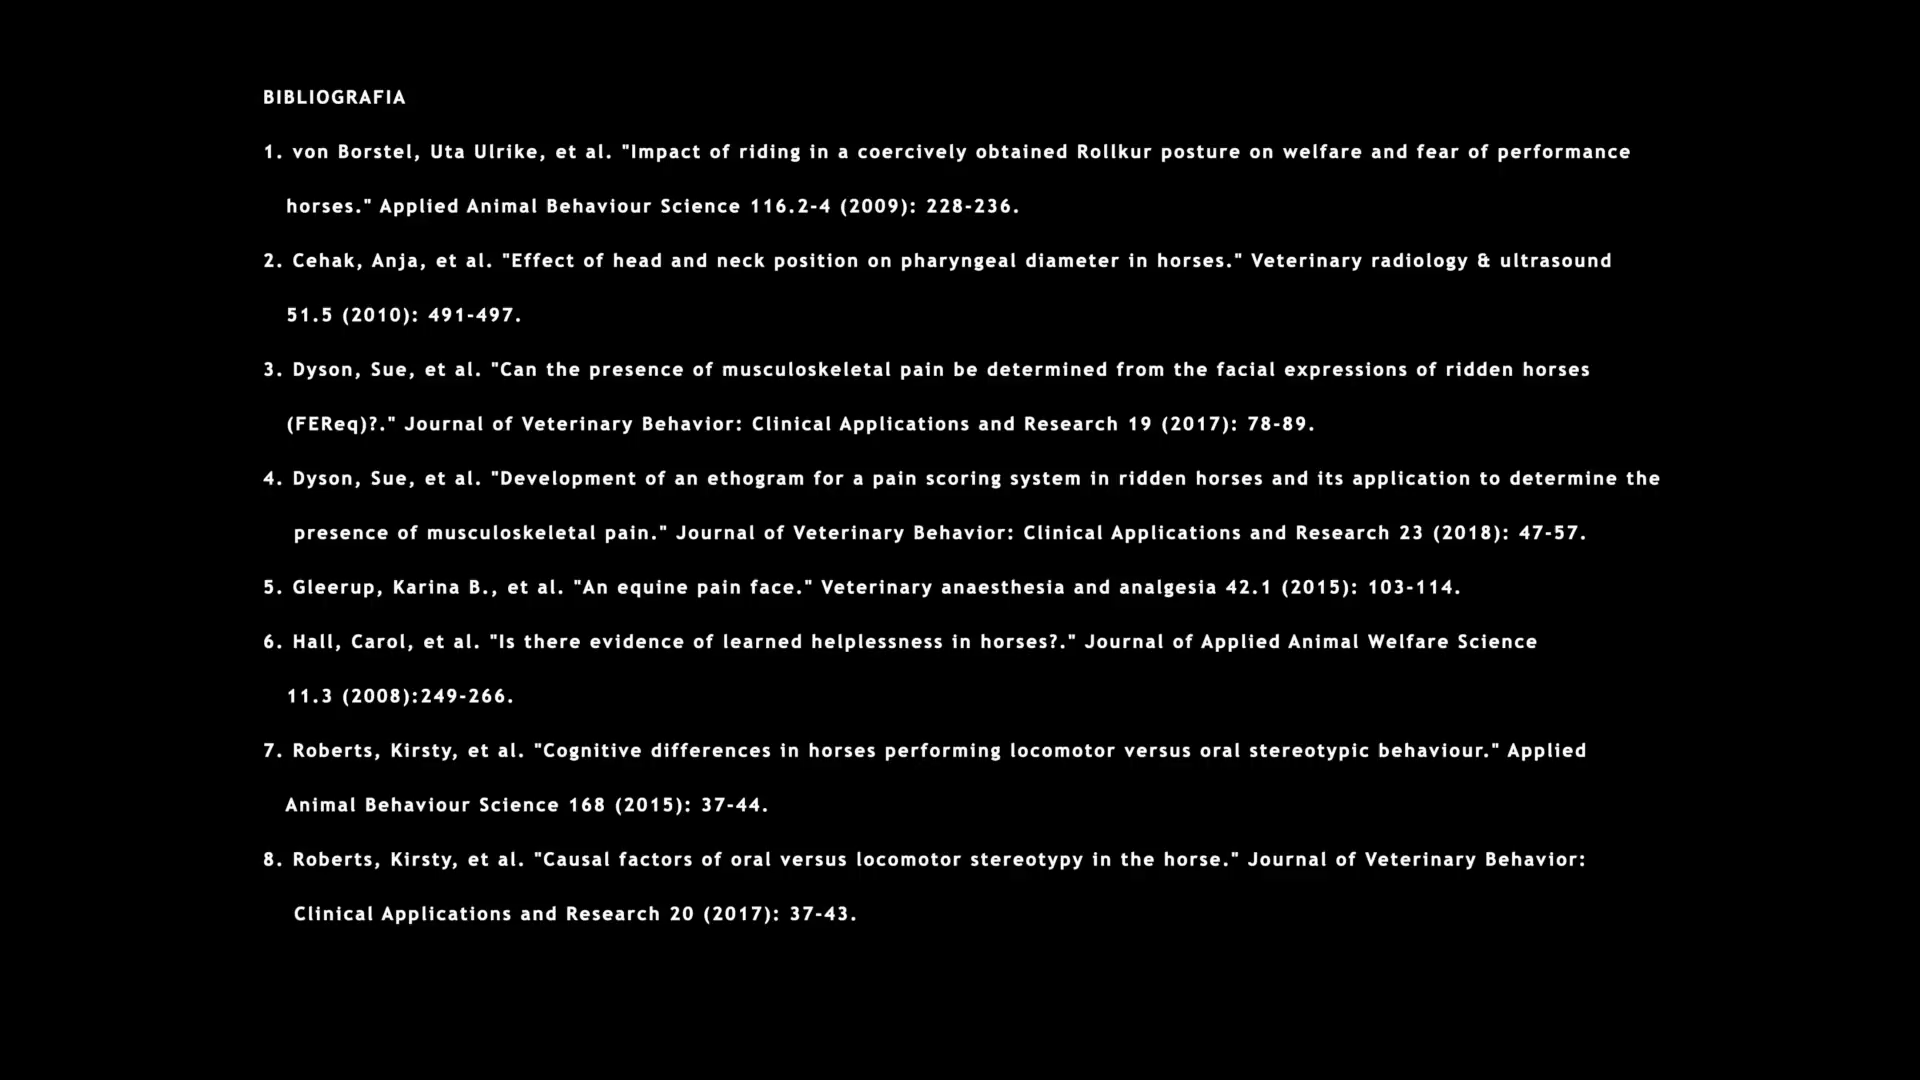 BIBLIOGRAFIA
1. von Borstel, Uta Ulrike, et al. "Impact of riding in a coercively obtained Rollkur posture on welfare and fear of performance
horses." Applied Animal Behaviour Science 116.2-4 (2009): 228-236.
2. Cehak, Anja, et al. "Effect of head and neck position on pharyngeal diameter in horses." Veterinary radiology & ultrasound
51.5 (2010): 491-497.
3. Dyson, Sue, et al. "Can the presence of musculoskeletal pain be determined from the facial expressions of ridden horses
(FEReq)?." Journal of Veterinary Behavior: Clinical Applications and Research 19 (2017): 78-89.
4. Dyson, Sue, et al. "Development of an ethogram for a pain scoring system in ridden horses and its application to determine the
presence of musculoskeletal pain." Journal of Veterinary Behavior: Clinical Applications and Research 23 (2018): 47-57.
5. Gleerup, Karina B., et al. "An equine pain face." Veterinary anaesthesia and analgesia 42.1 (2015): 103-114.
6. Hall, Carol, et al. "Is there evidence of learned helplessness in horses?." Journal of Applied Animal Welfare Science
11.3 (2008):249-266.
7. Roberts, Kirsty, et al. "Cognitive differences in horses performing locomotor versus oral stereotypic behaviour." Applied
Animal Behaviour Science 168 (2015): 37-44.
8. Roberts, Kirsty, et al. "Causal factors of oral versus locomotor stereotypy in the horse." Journal of Veterinary Behavior:
Clinical Applications and Research 20 (2017): 37-43.